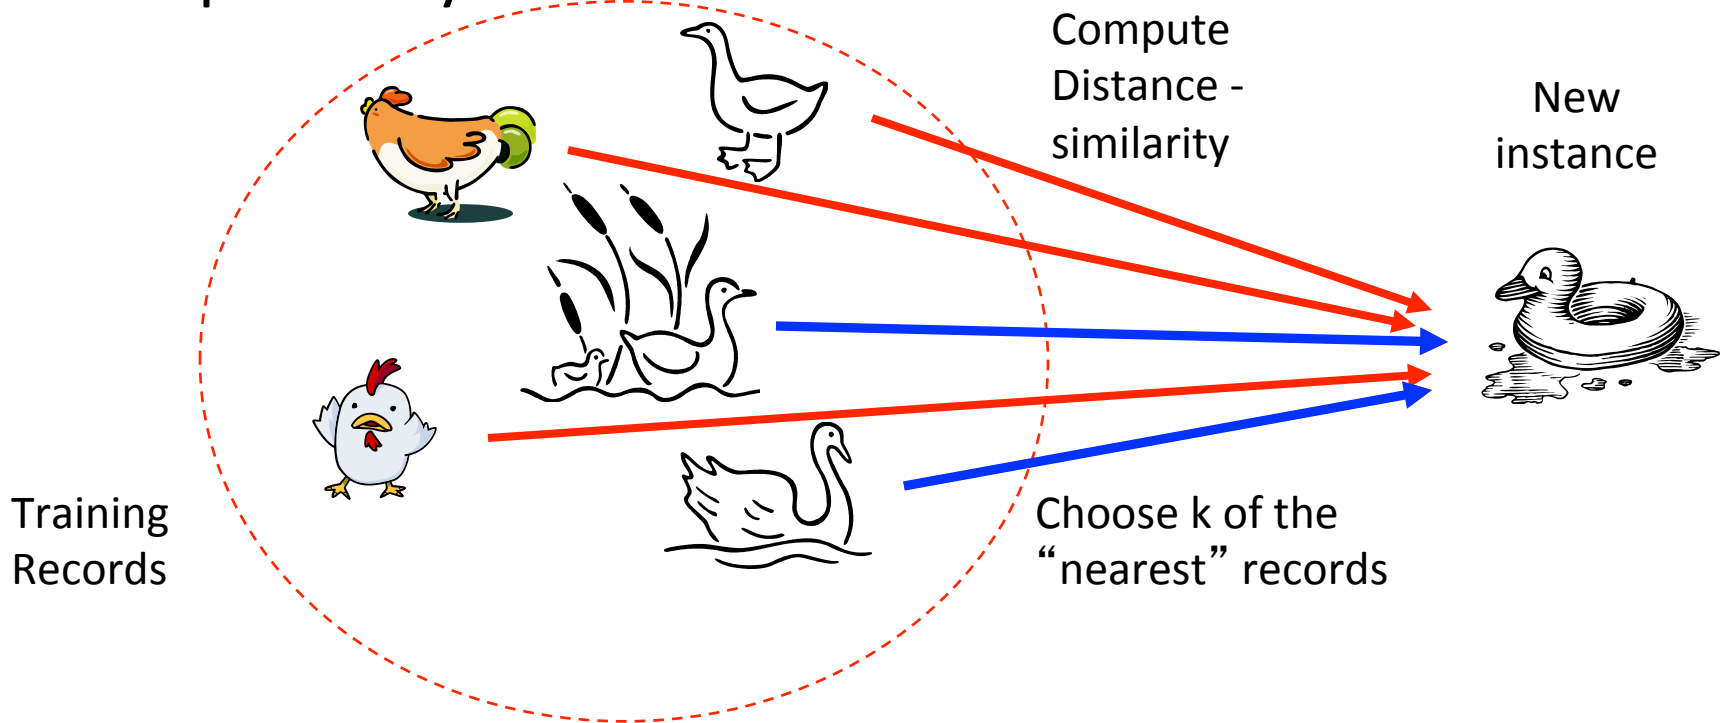 Compute
Distance -
similarity
New
instance
Training
Records
Choose k of the
“nearest” records